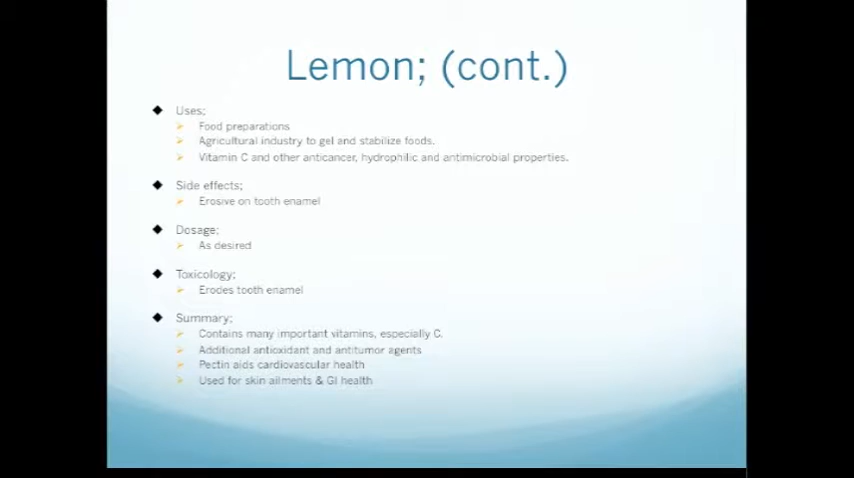 Lemon; (cont.)
Uses;
Food preparations
Agricultural industry to gel and stabilize foods.
Vitamin C and other anticancer, hydrophilic and antimicrobial properties.
Side effects;
Erosive on tooth enamel
Dosage;
As desired
Toxicology;
Erodes tooth enamel
Summary;
Contains many important vitamins, especially C.
Additional antioxidant and antitumor agents
Pectin aids cardiovascular health
Used for skin ailments & GI health